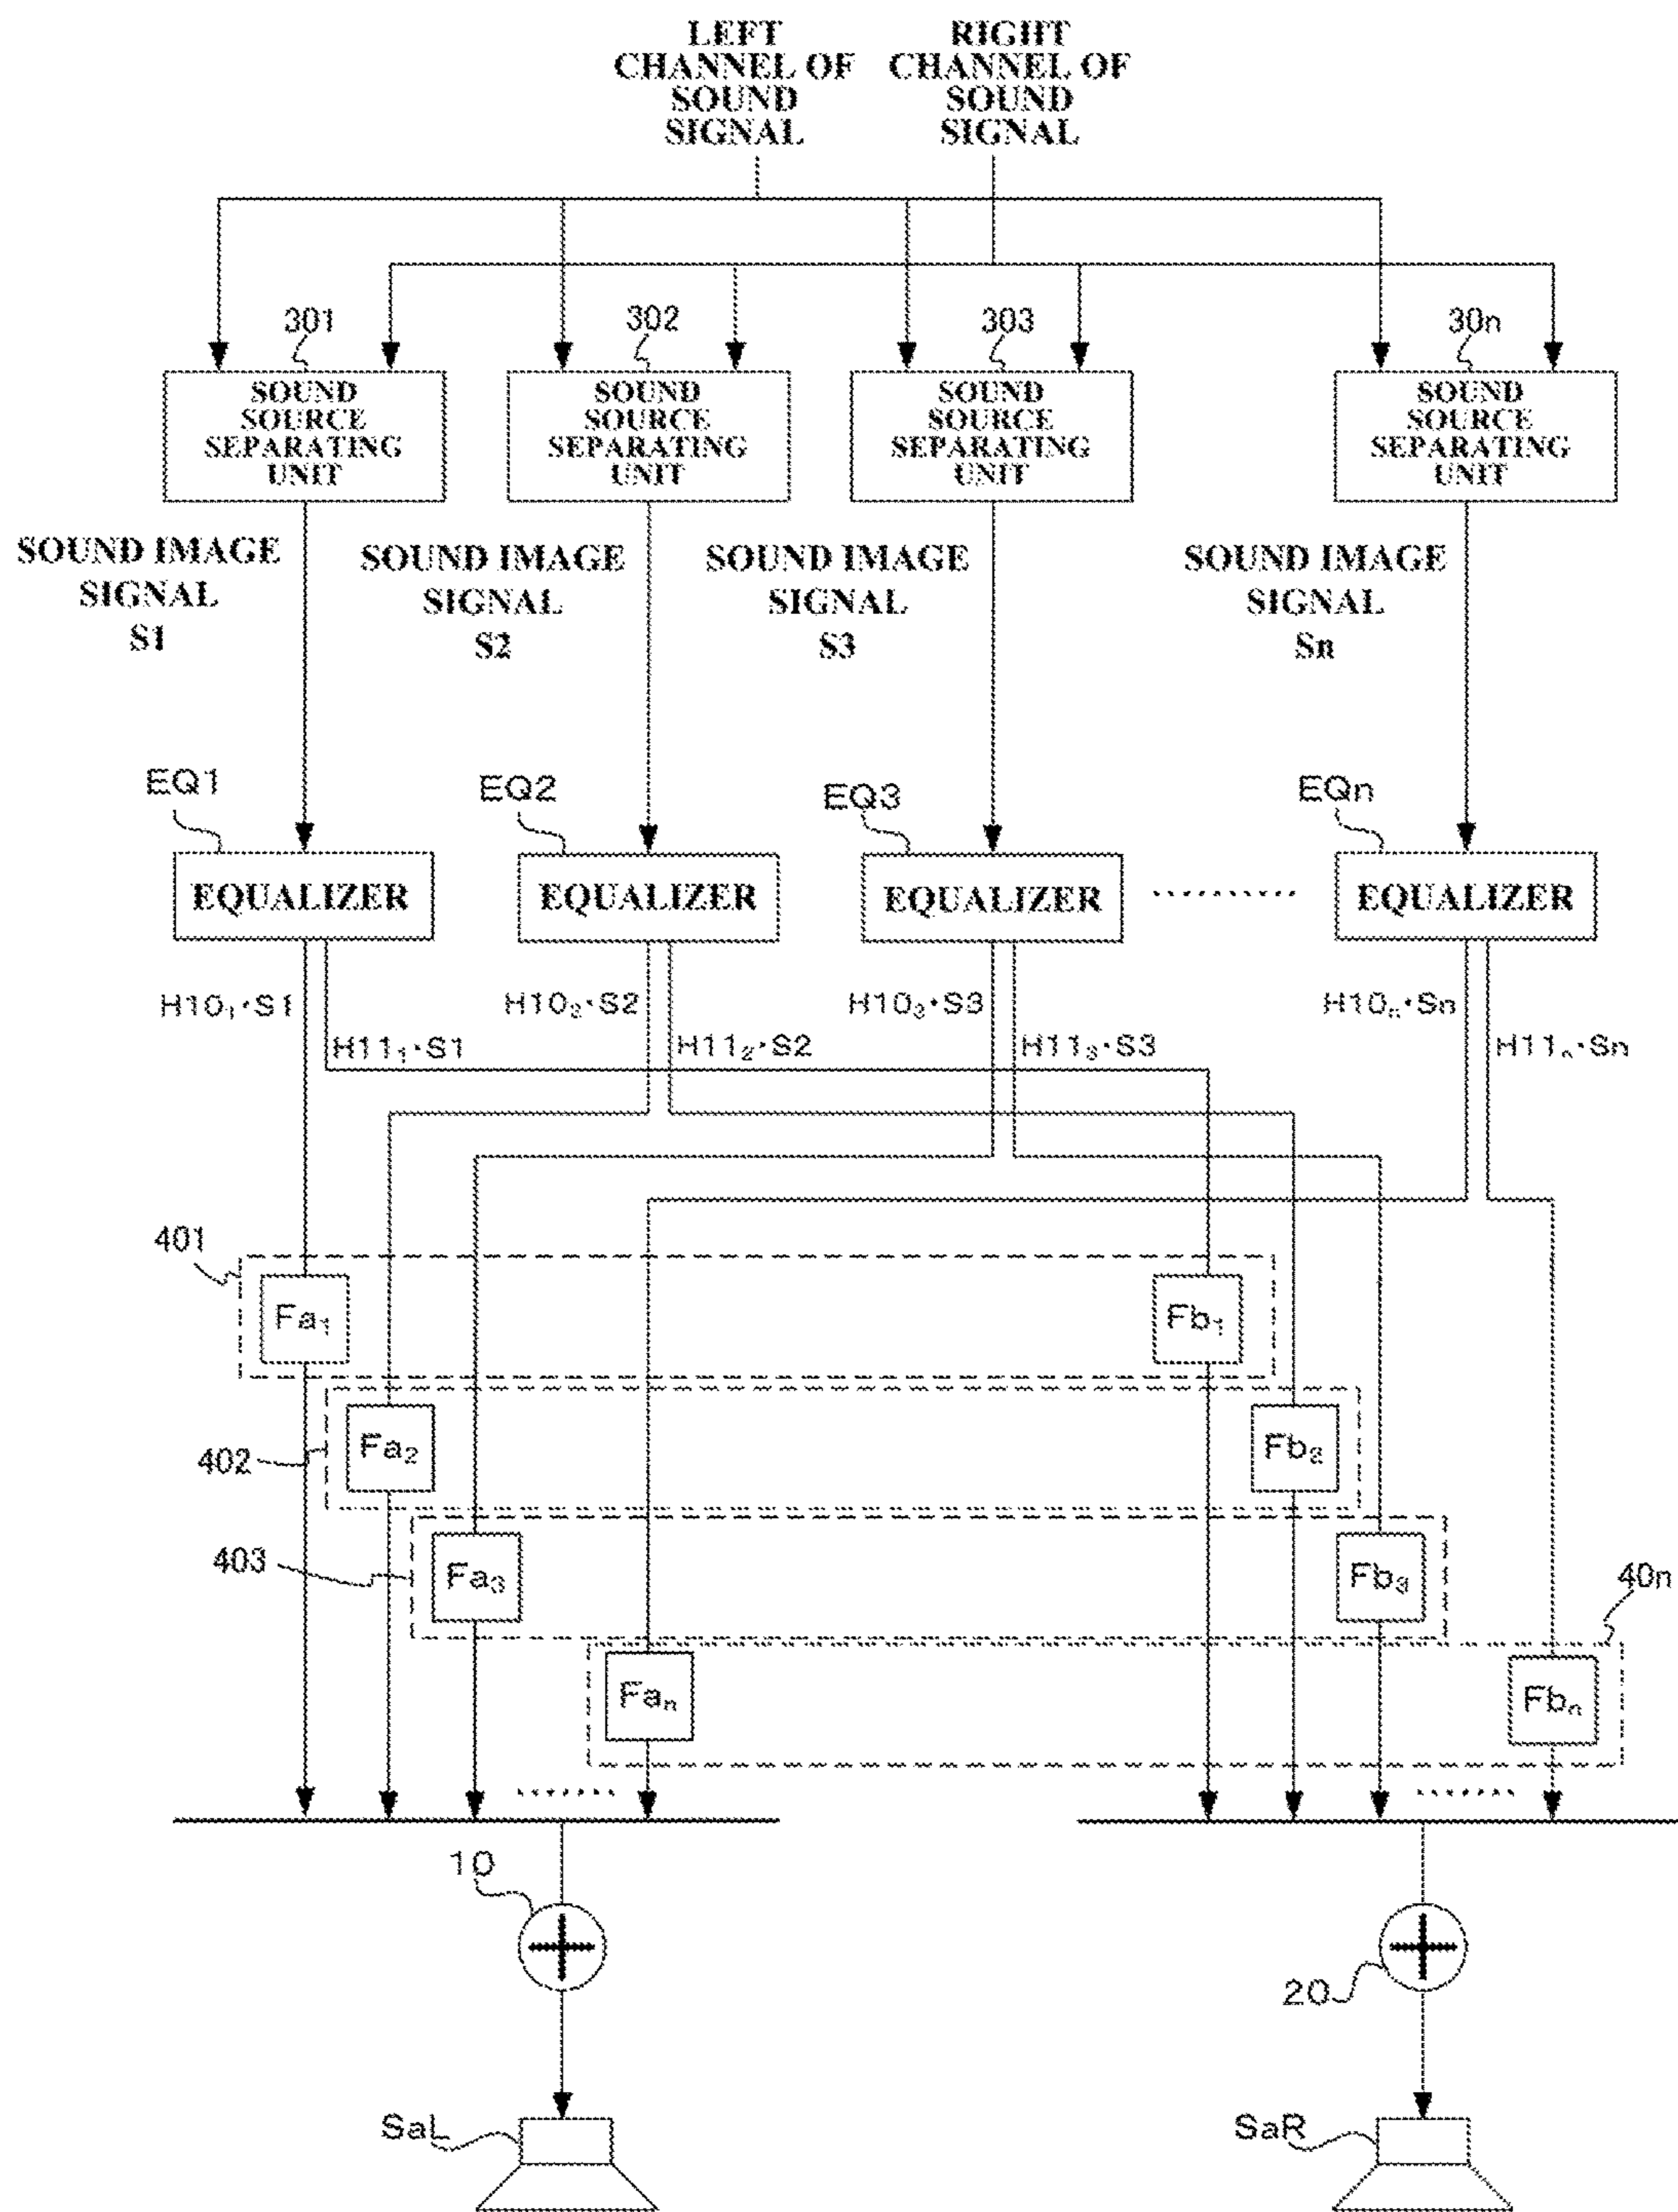 LEFT
CHANNEL OF
SOUND
SIGNAL
RIGHT
CHANNEL OF
SOUND
SIGNAL
301
302
303
30n
SOUND
SOURCE
SEPARATING
UNIT
SOUND
SOURCE
SEPARATING
UNIT
SOUND
SOURCE
SEPARATING
UNIT
SOUND
SOURCE
SEPARATING
UNIT
SOUND IMAGE
SIGNAL
S1
SOUND IMAGE
SIGNAL
S2
SOUND IMAGE
SIGNAL
S3
SOUND IMAGE
SIGNAL
Sn
EQ1
EQ2
EQ3
EQn
EQUALIZER
EQUALIZER
EQUALIZER
EQUALIZER
H10₁·S1
H11₁·S1
H10₂·S2
H11₂·S2
H10₃·S3
H11₃·S3
H10ₙ·Sn
H11ₙ·Sn
401
Fa₁
Fb₁
402
Fa₂
Fb₂
403
Fa₃
Fb₃
40n
Faₙ
Fbₙ
10
20
SaL
SaR